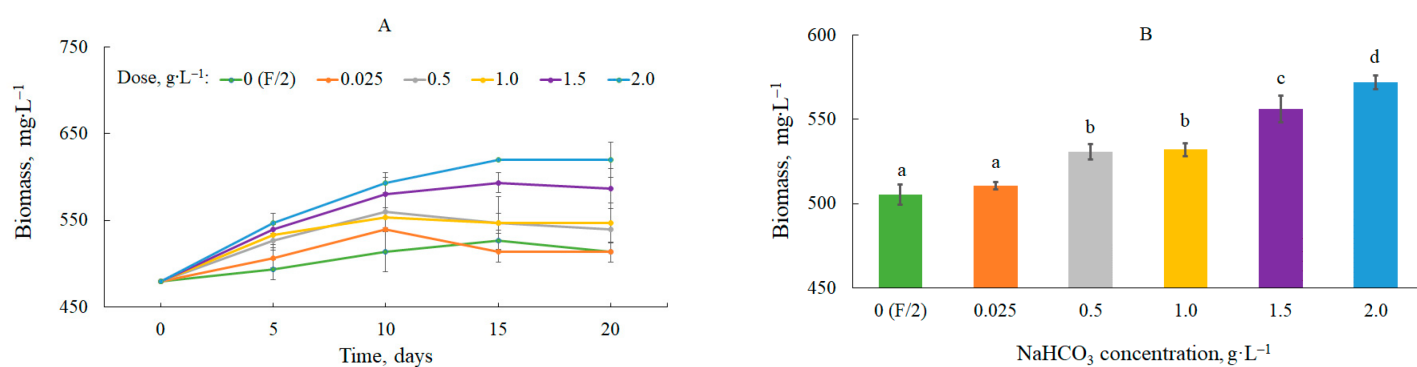 A
Biomass, mg·L⁻¹
750
650
550
450
Dose, g·L⁻¹: 0 (F/2) 0.025 0.5 1.0 1.5 2.0
0 5 10 15 20
Time, days
B
Biomass, mg·L⁻¹
600
550
500
450
a a b b c d
0 (F/2) 0.025 0.5 1.0 1.5 2.0
NaHCO₃ concentration, g·L⁻¹